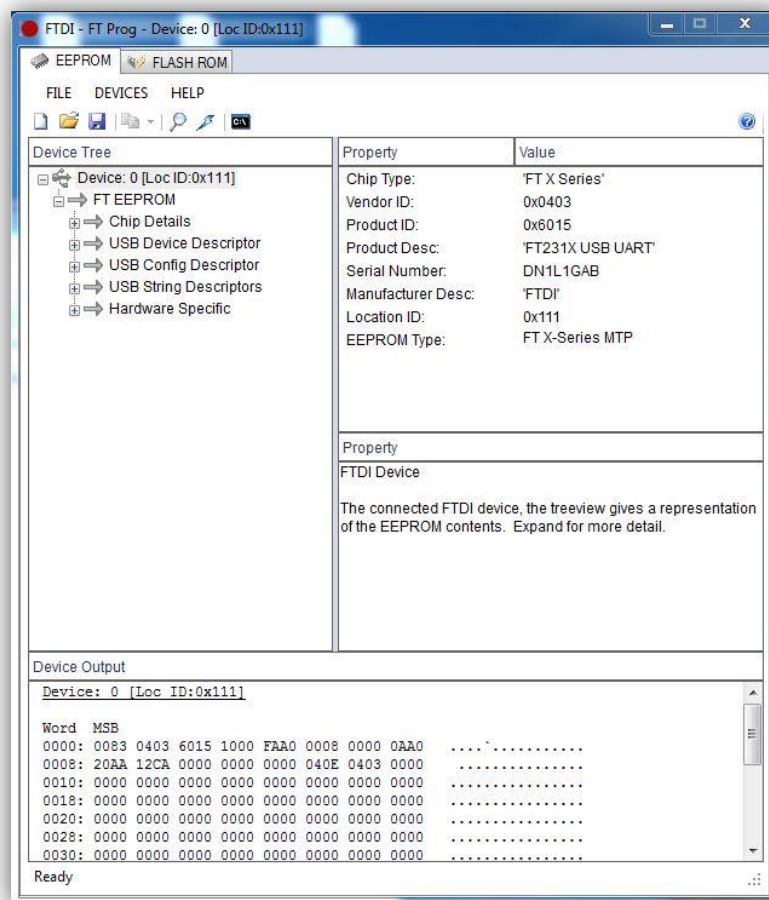 FTDI - FT Prog - Device: 0 [Loc ID:0x111]
EEPROM FLASH ROM
FILE DEVICES HELP
C:\
Device Tree
Device: 0 [Loc ID:0x111]
FT EEPROM
Chip Details
USB Device Descriptor
USB Config Descriptor
USB String Descriptors
Hardware Specific
Property Value
Chip Type: 'FT X Series'
Vendor ID: 0x0403
Product ID: 0x6015
Product Desc: 'FT231X USB UART'
Serial Number: DN1L1GAB
Manufacturer Desc: 'FTDI'
Location ID: 0x111
EEPROM Type: FT X-Series MTP
Property
FTDI Device
The connected FTDI device, the treeview gives a representation
of the EEPROM contents.  Expand for more detail.
Device Output
Device: 0 [Loc ID:0x111]
Word MSB
0000: 0083 0403 6015 1000 FAA0 0008 0000 0AA0 ....`...........
0008: 20AA 12CA 0000 0000 0000 040E 0403 0000 ...............
0010: 0000 0000 0000 0000 0000 0000 0000 0000 ................
0018: 0000 0000 0000 0000 0000 0000 0000 0000 ................
0020: 0000 0000 0000 0000 0000 0000 0000 0000 ................
0028: 0000 0000 0000 0000 0000 0000 0000 0000 ................
0030: 0000 0000 0000 0000 0000 0000 0000 0000 ................
Ready